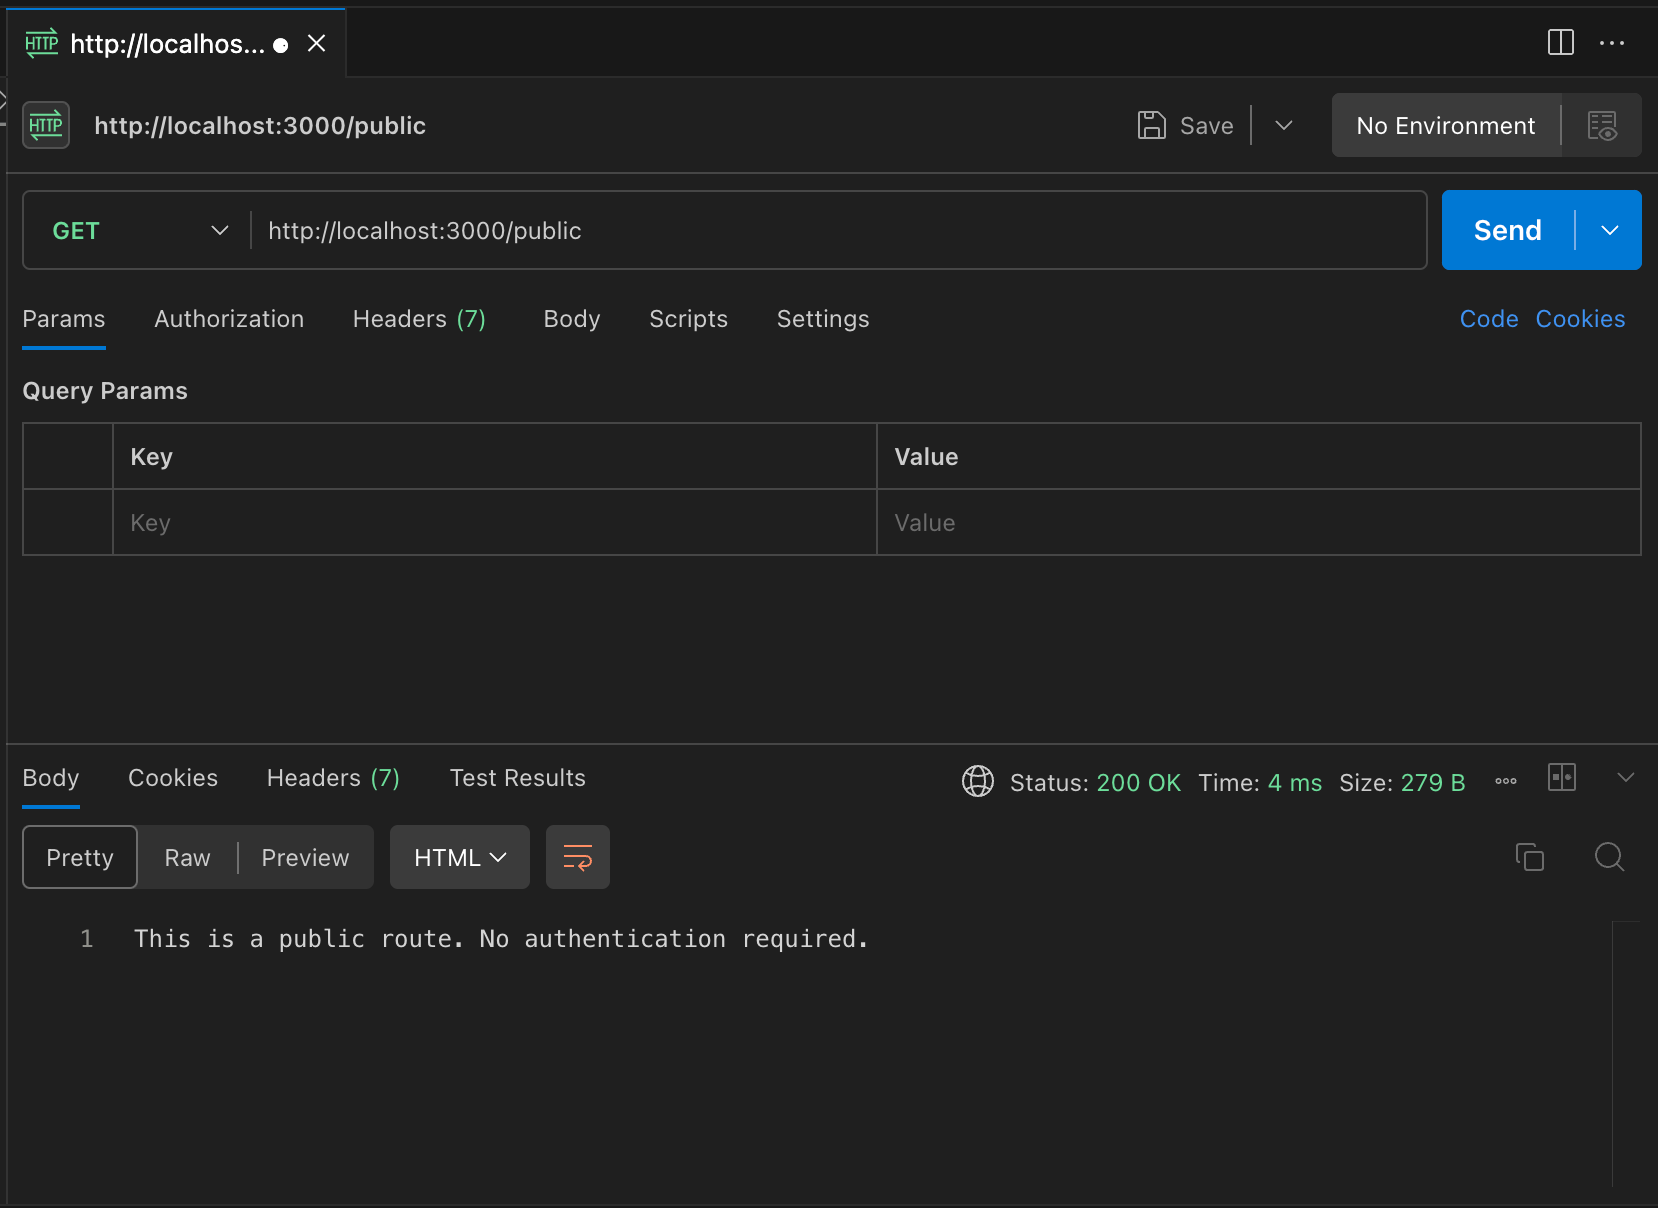 HTTP http://localhos...
HTTP http://localhost:3000/public Save No Environment
GET http://localhost:3000/public Send
Params Authorization Headers (7) Body Scripts Settings Code Cookies
Query Params
Key Value
Key Value
Body Cookies Headers (7) Test Results Status: 200 OK Time: 4 ms Size: 279 B
Pretty Raw Preview HTML
1 This is a public route. No authentication required.